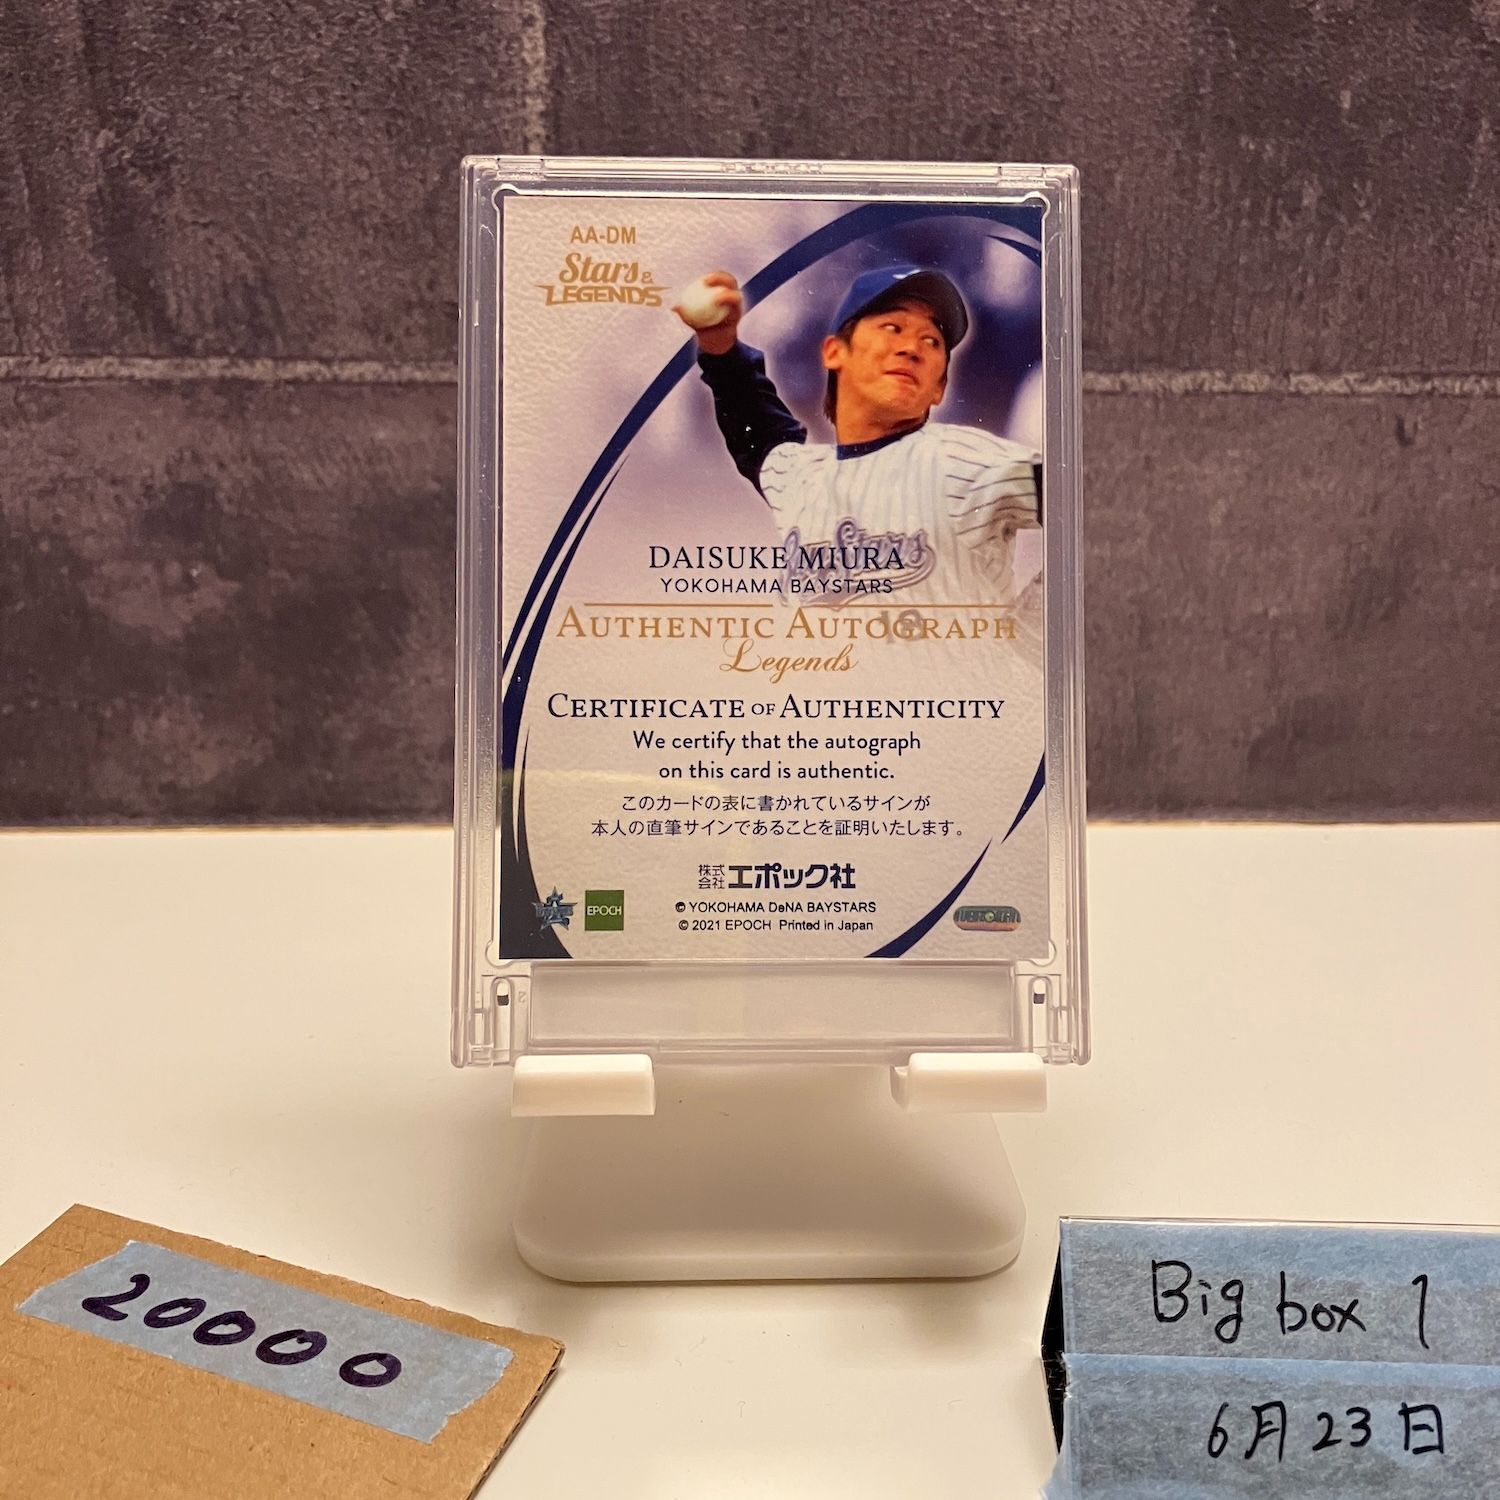 AA-DM
Stars &
LEGENDS
BayStars
18
DAISUKE MIURA
YOKOHAMA BAYSTARS
AUTHENTIC AUTOGRAPH
Legends
CERTIFICATE OF AUTHENTICITY
We certify that the autograph
on this card is authentic.
このカードの表に書かれているサインが
本人の直筆サインであることを証明いたします。
株式会社エポック社
EPOCH
© YOKOHAMA DeNA BAYSTARS
© 2021 EPOCH Printed in Japan
20000
Big box 1
6月23日